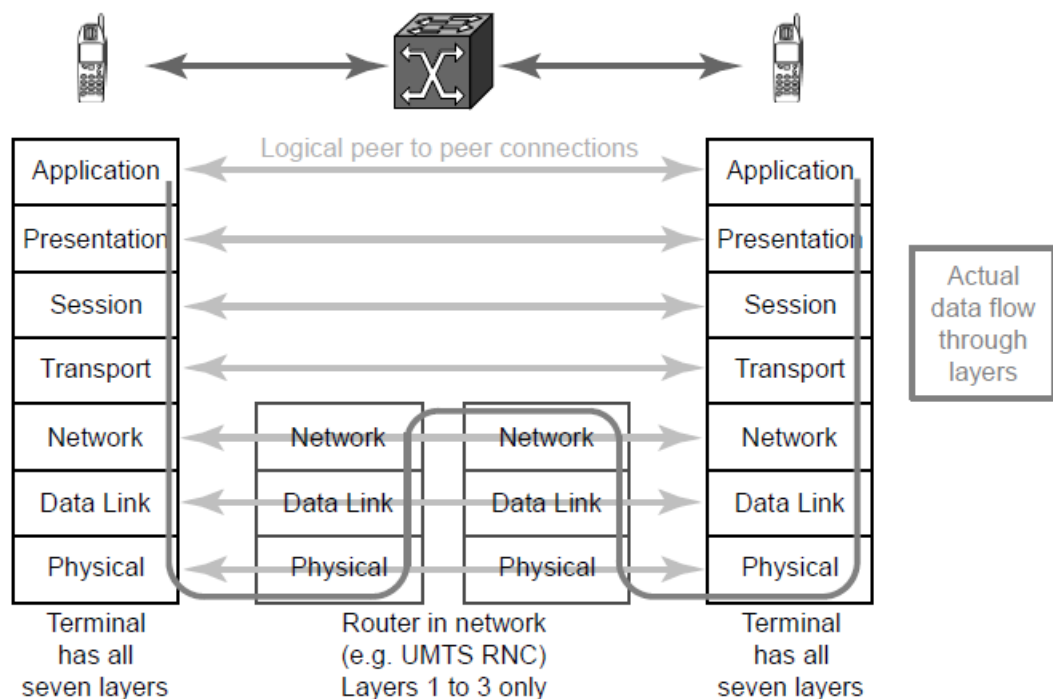 Logical peer to peer connections
Application
Presentation
Session
Transport
Network
Data Link
Physical
Terminal
has all
seven layers
Network
Data Link
Physical
Network
Data Link
Physical
Router in network
(e.g. UMTS RNC)
Layers 1 to 3 only
Application
Presentation
Session
Transport
Network
Data Link
Physical
Terminal
has all
seven layers
Actual
data flow
through
layers